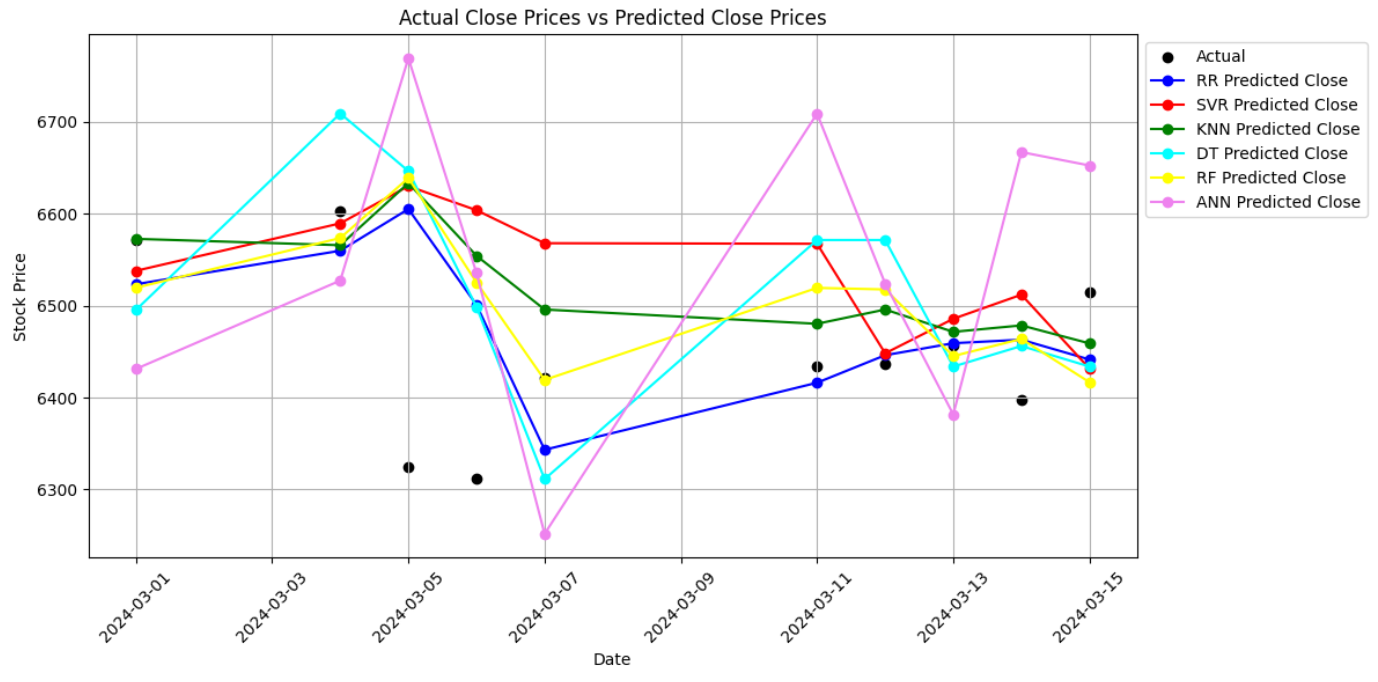 Actual Close Prices vs Predicted Close Prices
Stock Price
6700
6600
6500
6400
6300
2024-03-01
2024-03-03
2024-03-05
2024-03-07
2024-03-09
2024-03-11
2024-03-13
2024-03-15
Date
Actual
RR Predicted Close
SVR Predicted Close
KNN Predicted Close
DT Predicted Close
RF Predicted Close
ANN Predicted Close